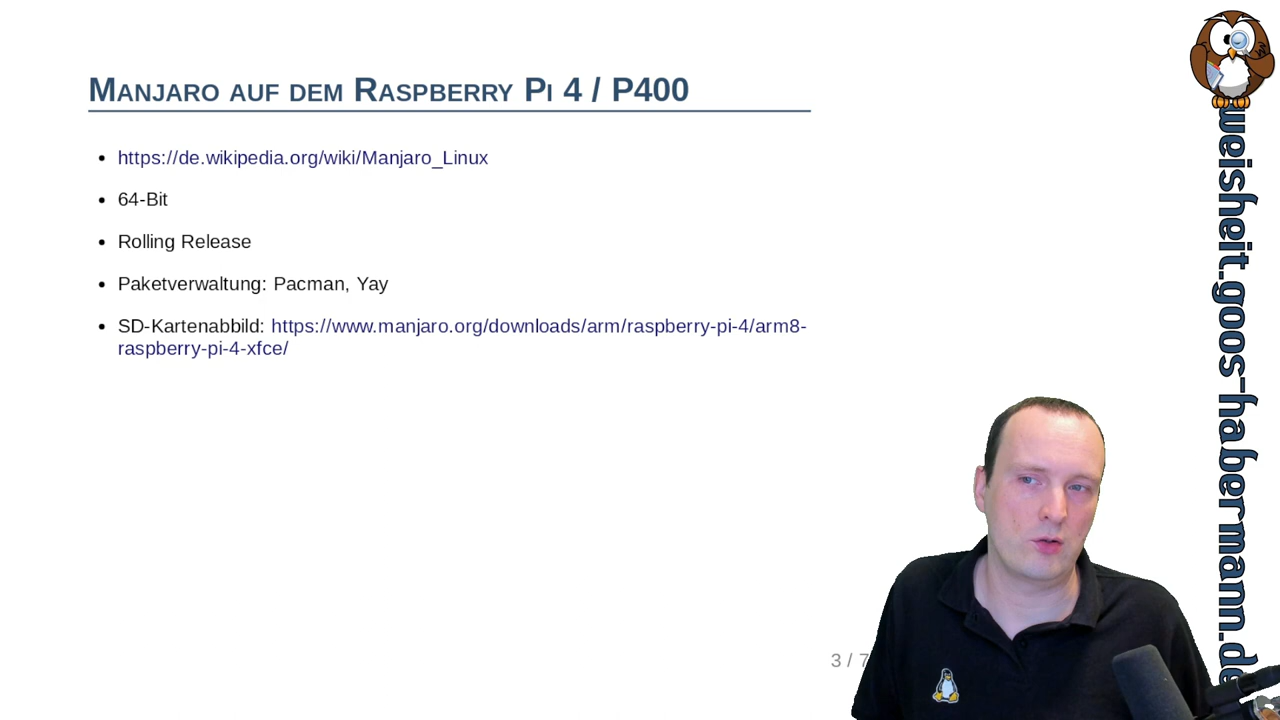 Manjaro auf dem Raspberry Pi 4 / P400
https://de.wikipedia.org/wiki/Manjaro_Linux
64-Bit
Rolling Release
Paketverwaltung: Pacman, Yay
SD-Kartenabbild: https://www.manjaro.org/downloads/arm/raspberry-pi-4/arm8-
raspberry-pi-4-xfce/
3 / 7
weisheit.goos-habermann.de